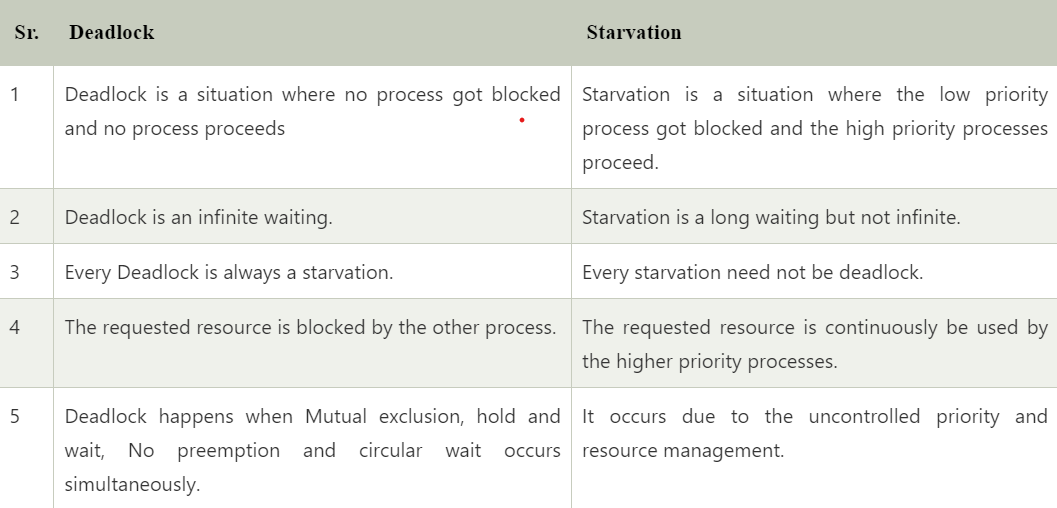 Sr. Deadlock Starvation
1 Deadlock is a situation where no process got blocked Starvation is a situation where the low priority
and no process proceeds process got blocked and the high priority processes
proceed.
2 Deadlock is an infinite waiting. Starvation is a long waiting but not infinite.
3 Every Deadlock is always a starvation. Every starvation need not be deadlock.
4 The requested resource is blocked by the other process. The requested resource is continuously be used by
the higher priority processes.
5 Deadlock happens when Mutual exclusion, hold and It occurs due to the uncontrolled priority and
wait, No preemption and circular wait occurs resource management.
simultaneously.